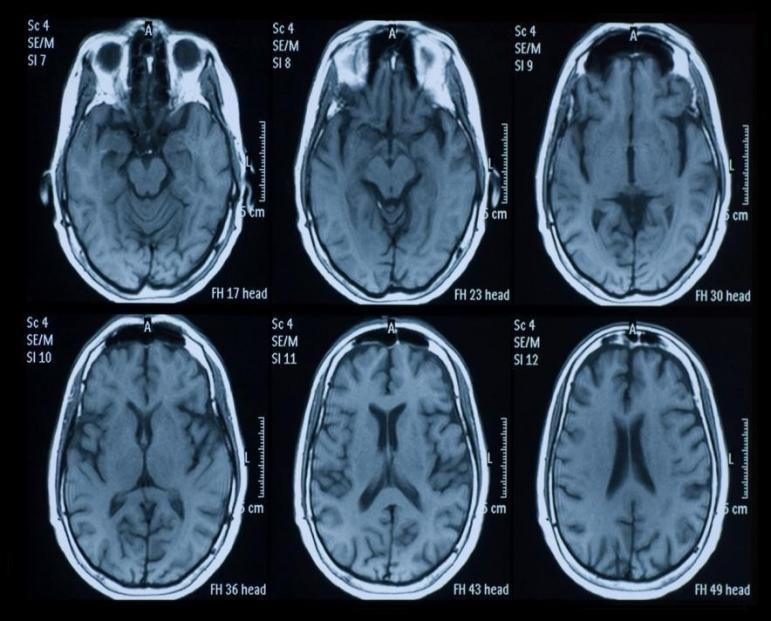 Sc 4
SE/M
Sl 7
A
L
5 cm
FH 17 head
Sc 4
SE/M
Sl 8
A
L
5 cm
FH 23 head
Sc 4
SE/M
Sl 9
A
L
5 cm
FH 30 head
Sc 4
SE/M
Sl 10
A
L
5 cm
FH 36 head
Sc 4
SE/M
Sl 11
A
L
5 cm
FH 43 head
Sc 4
SE/M
Sl 12
A
L
5 cm
FH 49 head